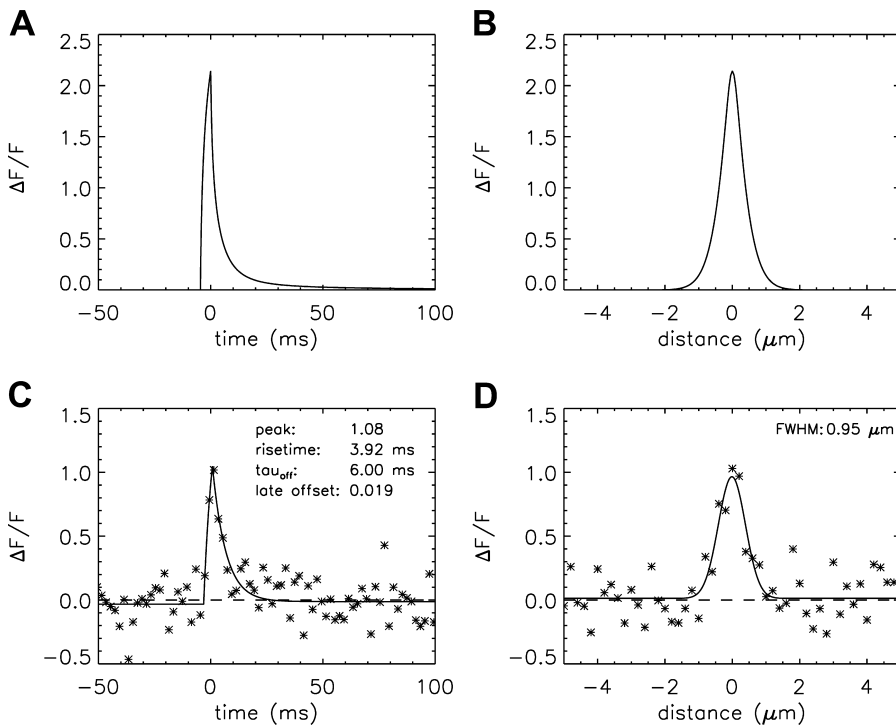 A
2.5
2.0
1.5
1.0
0.5
0.0
ΔF/F
-50 0 50 100
time (ms)
B
2.5
2.0
1.5
1.0
0.5
0.0
ΔF/F
-4 -2 0 2 4
distance (μm)
C
1.5
1.0
0.5
0.0
-0.5
ΔF/F
peak: 1.08
risetime: 3.92 ms
tau_off: 6.00 ms
late offset: 0.019
-50 0 50 100
time (ms)
D
1.5
1.0
0.5
0.0
-0.5
ΔF/F
FWHM: 0.95 μm
-4 -2 0 2 4
distance (μm)